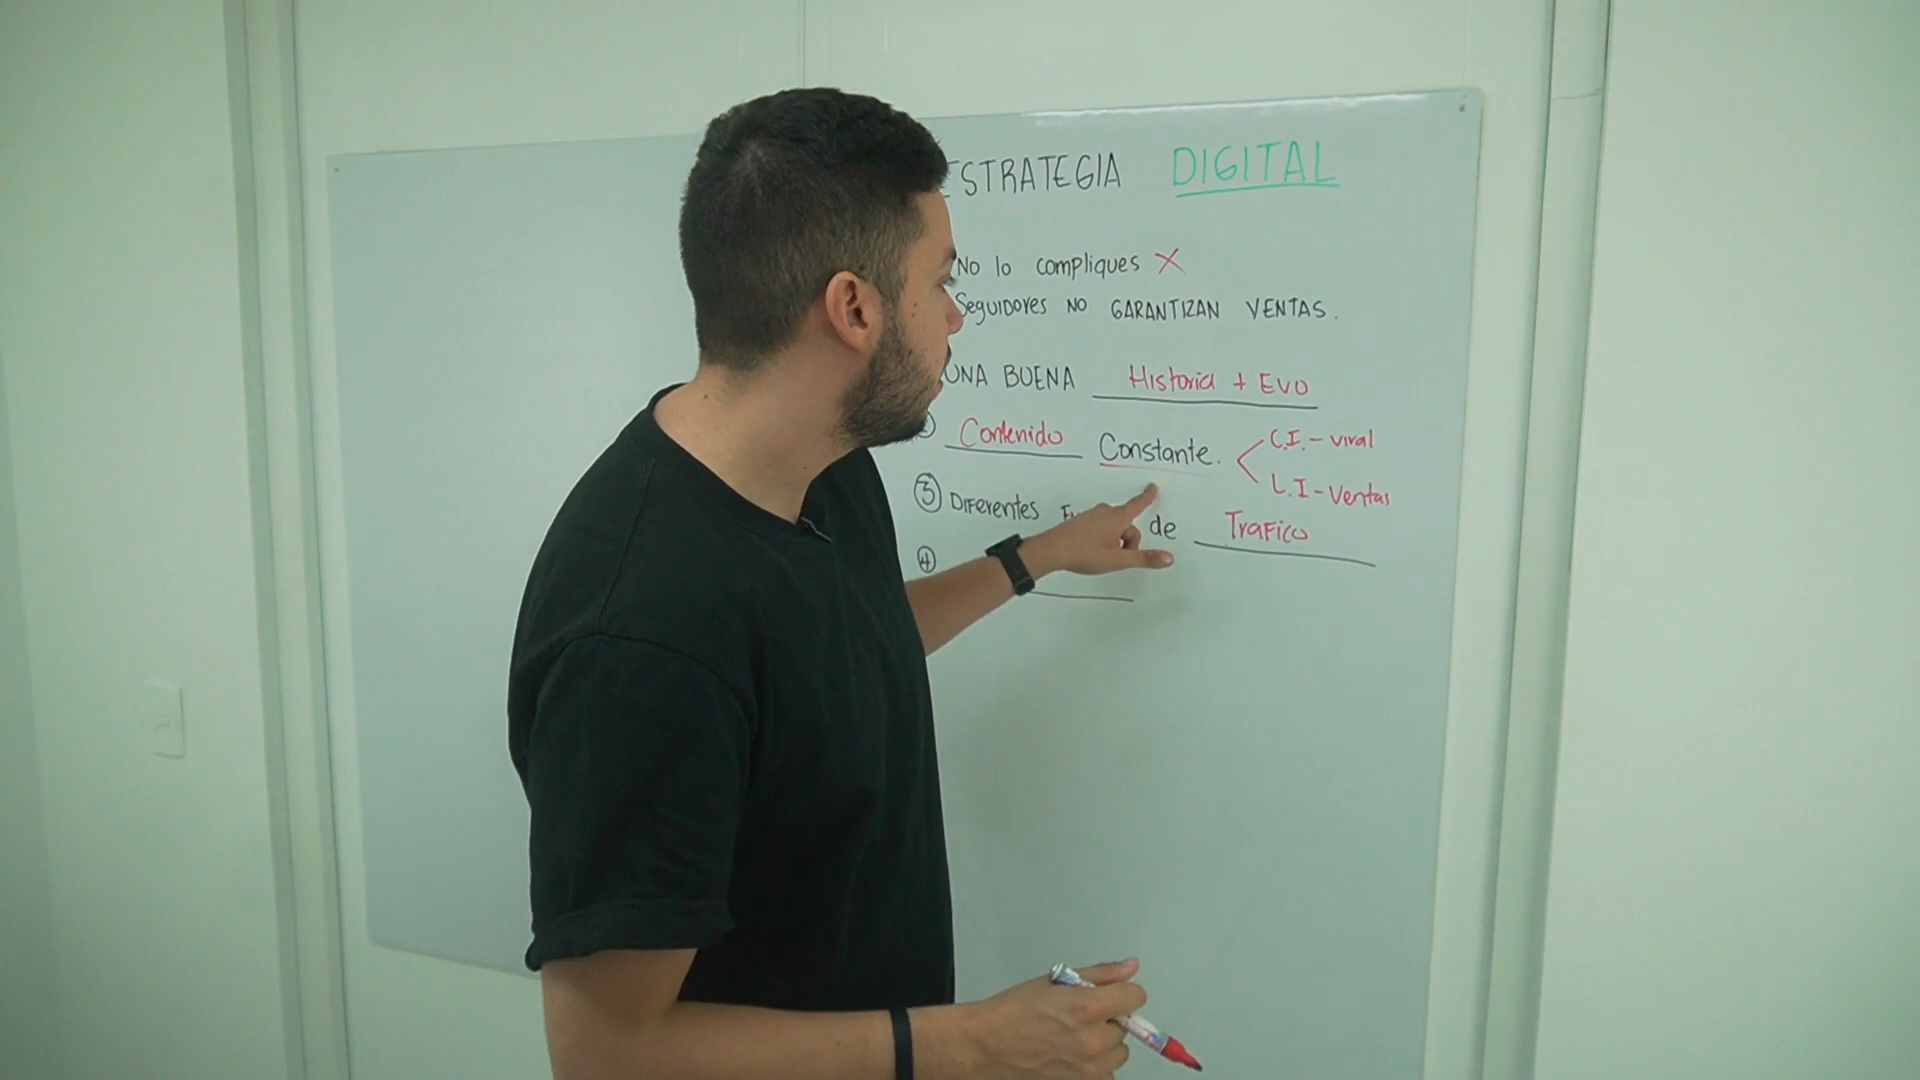 ESTRATEGIA DIGITAL
No lo compliques X
Seguidores NO GARANTIZAN VENTAS.
UNA BUENA Historia + Evo
Contenido Constante. C.I. - viral
L.I - Ventas
③ DIFerentes de Trafico
④